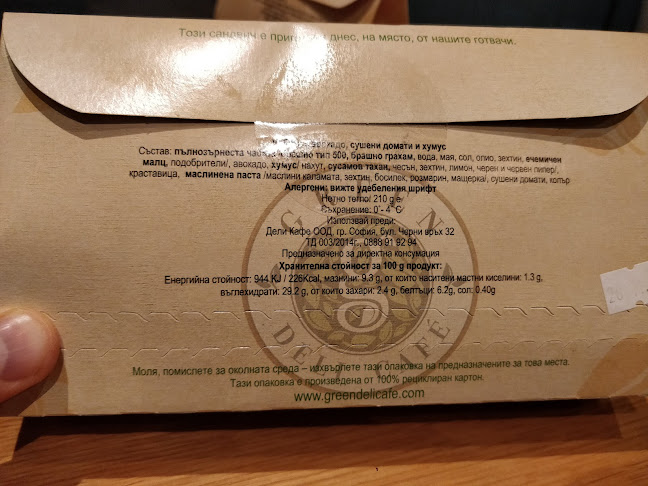 Този сандвич е приготвен днес, на място, от нашите готвачи.
авокадо, сушени домати и хумус
Състав: пълнозърнеста чабата /брашно тип 500, брашно грахам, вода, мая, сол, олио, зехтин, ечемичен
малц, подобрители/, авокадо, хумус/ нахут, сусамов тахан, чесън, зехтин, лимон, черен и червен пипер/,
краставица, маслинена паста /маслини каламата, зехтин, босилек, розмарин, мащерка/, сушени домати, копър
Алергени: вижте удебеления шрифт
Нетно тегло/ 210 g e
Съхранение: 0°- 4°C
Използвай преди:
Дели Кафе ООД, гр. София, бул. Черни връх 32
ТД 003/2014г., 0888 91 92 94
Предназначено за директна консумация
Хранителна стойност за 100 g продукт:
Енергийна стойност: 944 KJ / 226Kcal, мазнини: 9.3 g, от които наситени мастни киселини: 1.3 g,
въглехидрати: 29.2 g, от които захари: 2.4 g, белтъци: 6.2g, сол: 0.40g
GREEN
DELI CAFÉ
Моля, помислете за околната среда – изхвърлете тази опаковка на предназначените за това места.
Тази опаковка е произведена от 100% рециклиран картон.
www.greendelicafe.com